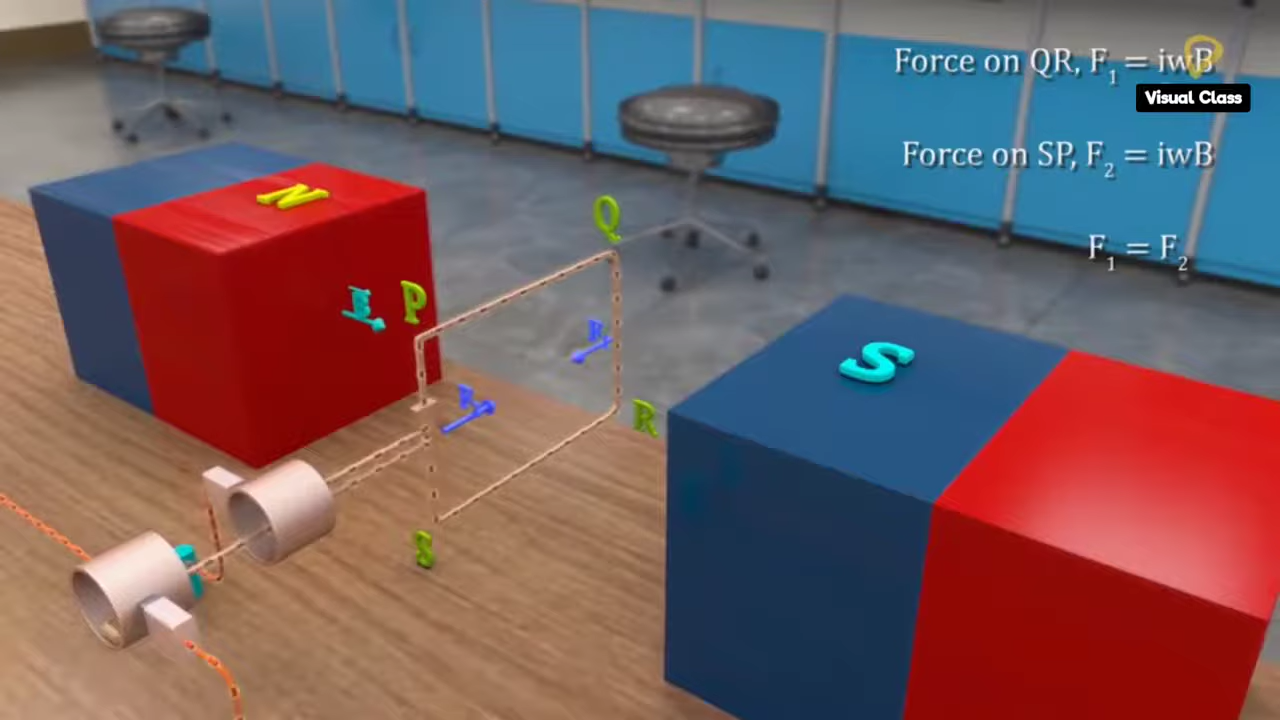 Force on QR, F₁ = iwB
Visual Class
Force on SP, F₂ = iwB
F₁ = F₂
N
Q
P
R
S
S